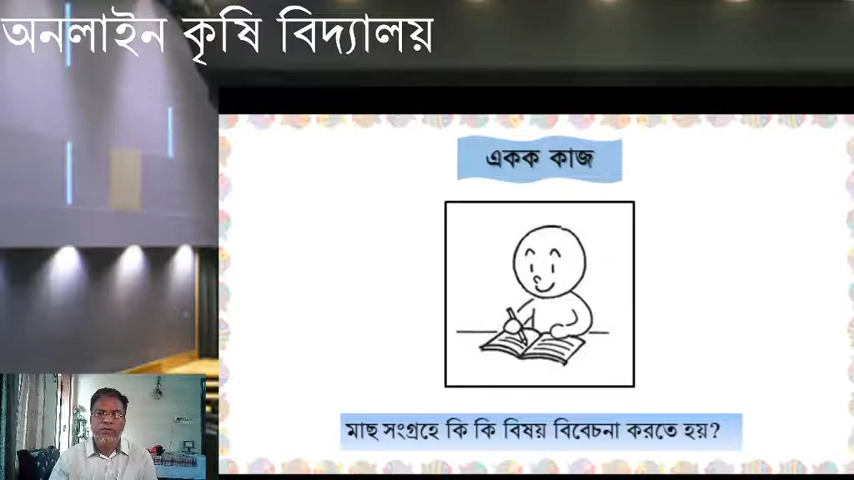 অনলাইন কৃষি বিদ্যালয়
একক কাজ
মাছ সংগ্রহে কি কি বিষয় বিবেচনা করতে হয়?